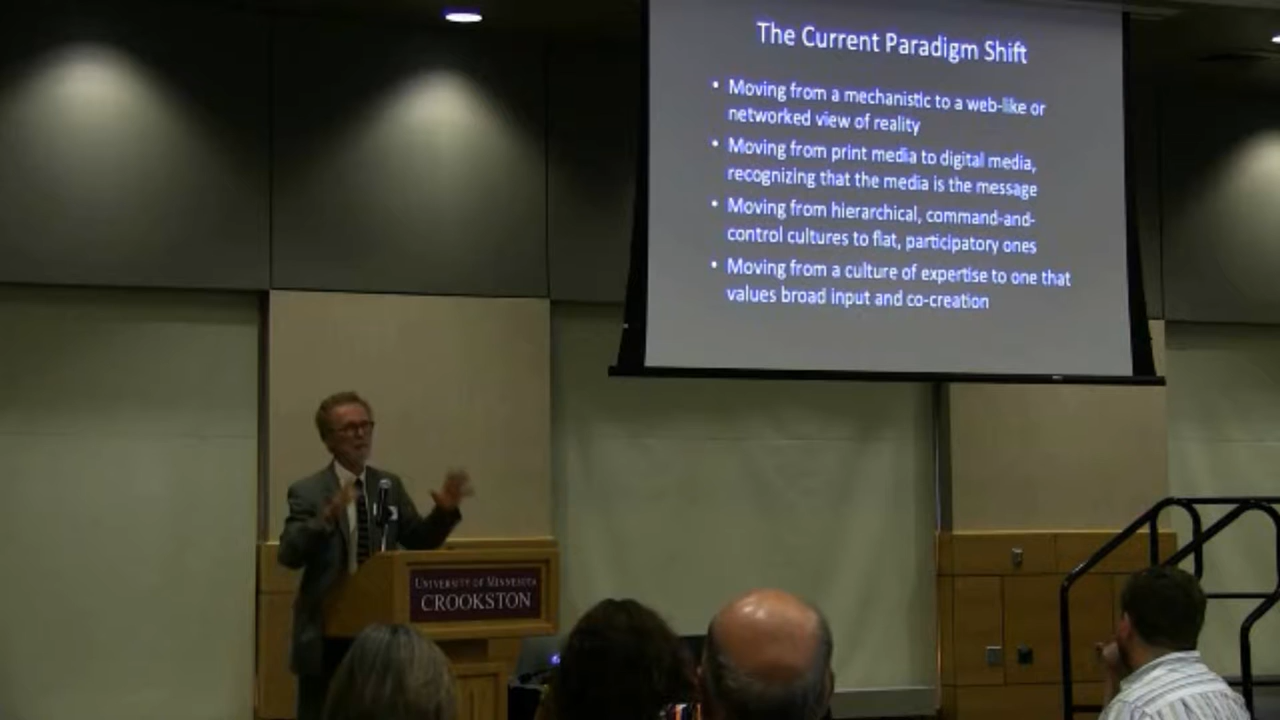 The Current Paradigm Shift
• Moving from a mechanistic to a web-like or
networked view of reality
• Moving from print media to digital media,
recognizing that the media is the message
• Moving from hierarchical, command-and-
control cultures to flat, participatory ones
• Moving from a culture of expertise to one that
values broad input and co-creation
UNIVERSITY OF MINNESOTA
CROOKSTON